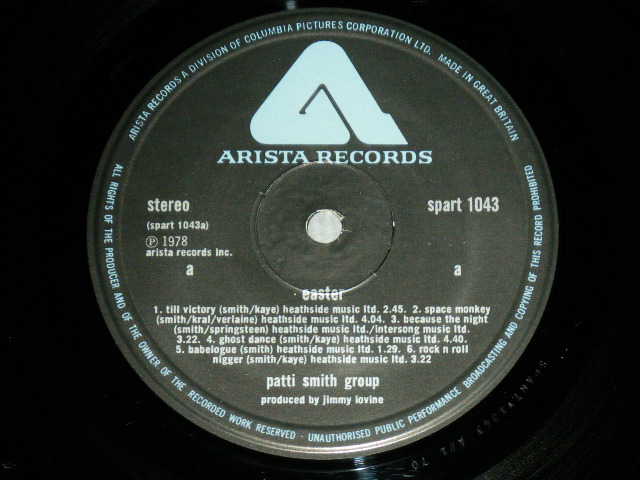 ARISTA RECORDS A DIVISION OF COLUMBIA PICTURES CORPORATION LTD. MADE IN GREAT BRITAIN
ARISTA RECORDS
stereo
spart 1043
(spart 1043a)
Ⓟ 1978
arista records inc.
a
a
easter
1. till victory (smith/kaye) heathside music ltd. 2.45. 2. space monkey
(smith/kral/verlaine) heathside music ltd. 4.04. 3. because the night
(smith/springsteen) heathside music ltd./intersong music ltd.
3.22. 4. ghost dance (smith/kaye) heathside music ltd. 4.40.
5. babelogue (smith) heathside music ltd. 1.29. 6. rock n roll
nigger (smith/kaye) heathside music ltd. 3.22
patti smith group
produced by jimmy iovine
ALL RIGHTS OF THE PRODUCER AND OF THE OWNER OF THE RECORDED WORK RESERVED · UNAUTHORISED PUBLIC PERFORMANCE BROADCASTING AND COPYING OF THIS RECORD PROHIBITED